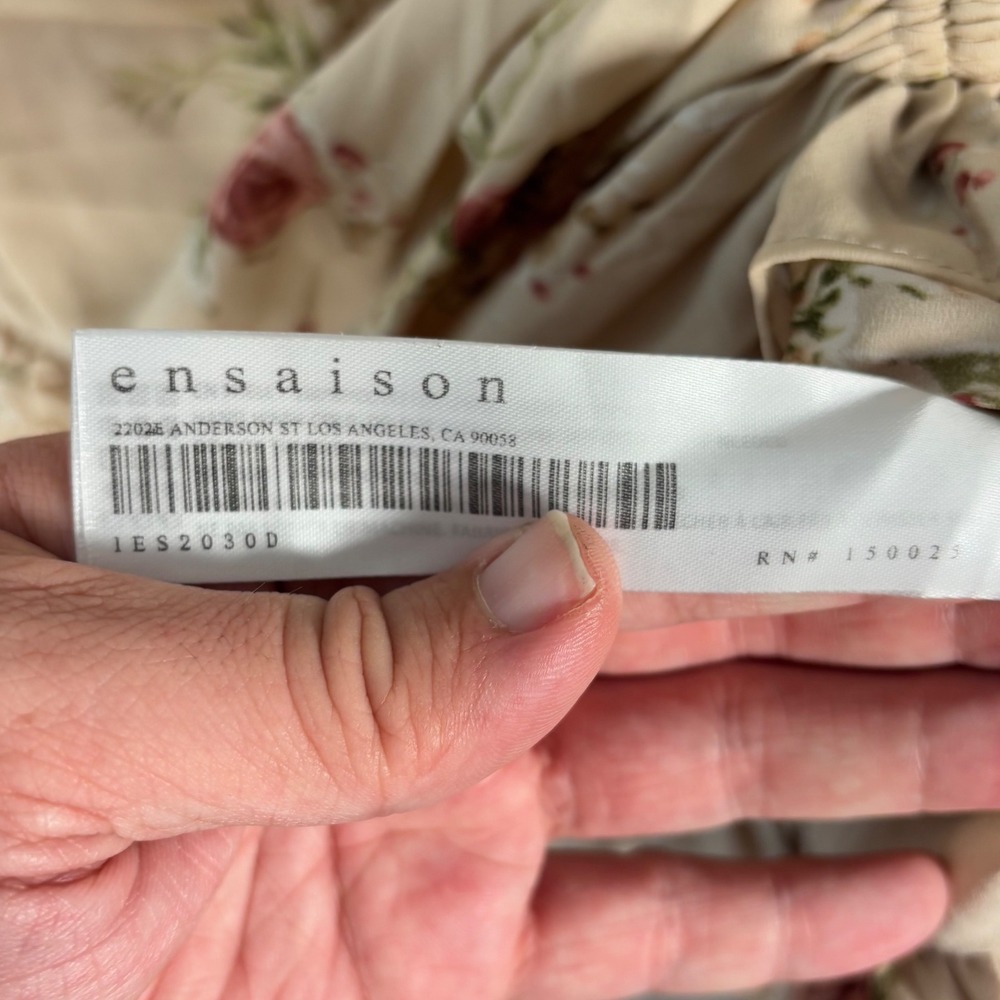 ensaison
2202E ANDERSON ST LOS ANGELES, CA 90058
1ES2030D
RN# 150025